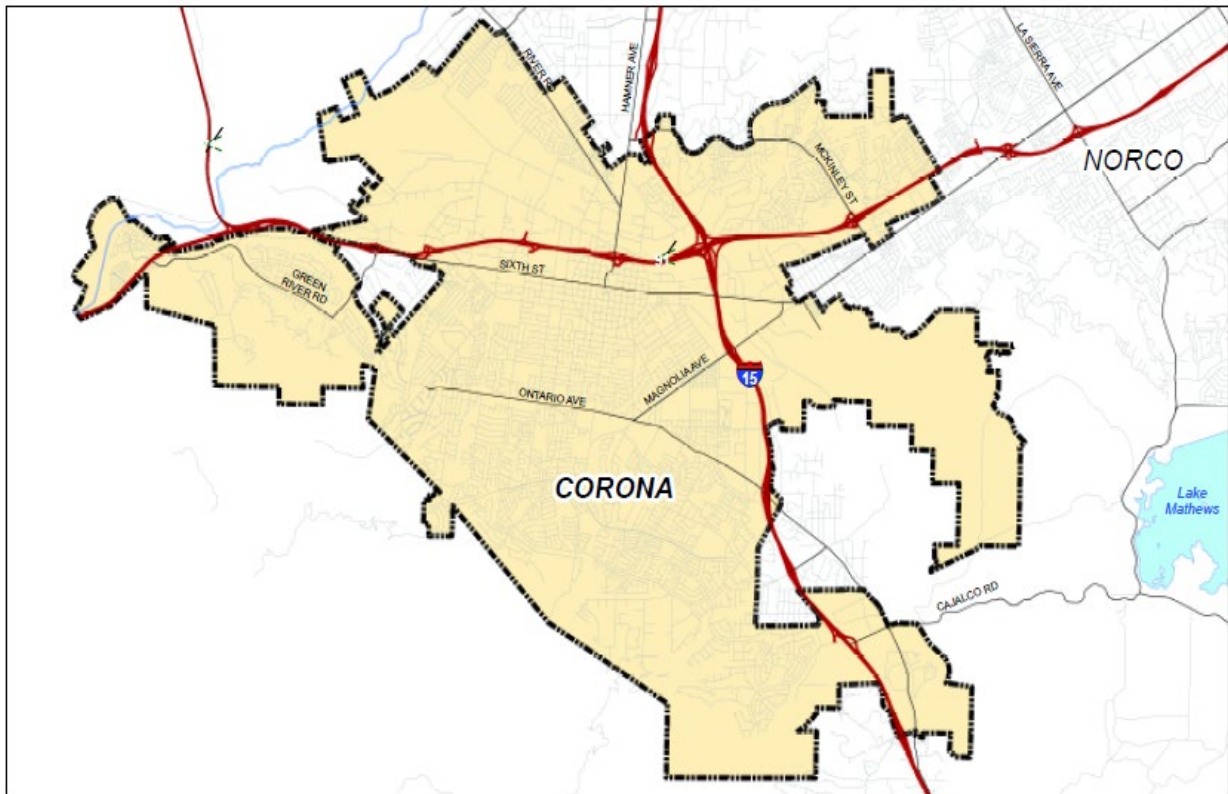 RIVER RD
HAMNER AVE
LA SIERRA AVE
MCKINLEY ST
NORCO
SIXTH ST
GREEN
RIVER RD
MAGNOLIA AVE
15
ONTARIO AVE
CORONA
Lake
Mathews
CAJALCO RD